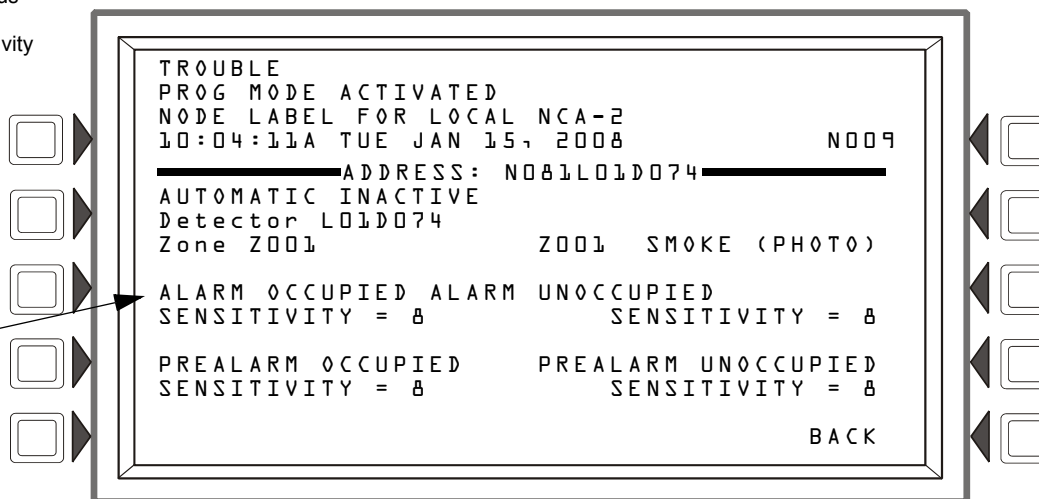 vity
TROUBLE
PROG MODE ACTIVATED
NODE LABEL FOR LOCAL NCA-2
10:04:11A TUE JAN 15, 2008 N009
ADDRESS: N081L01D074
AUTOMATIC INACTIVE
Detector L01D074
Zone Z001 Z001 SMOKE (PHOTO)
ALARM OCCUPIED ALARM UNOCCUPIED
SENSITIVITY = 8 SENSITIVITY = 8
PREALARM OCCUPIED PREALARM UNOCCUPIED
SENSITIVITY = 8 SENSITIVITY = 8
BACK